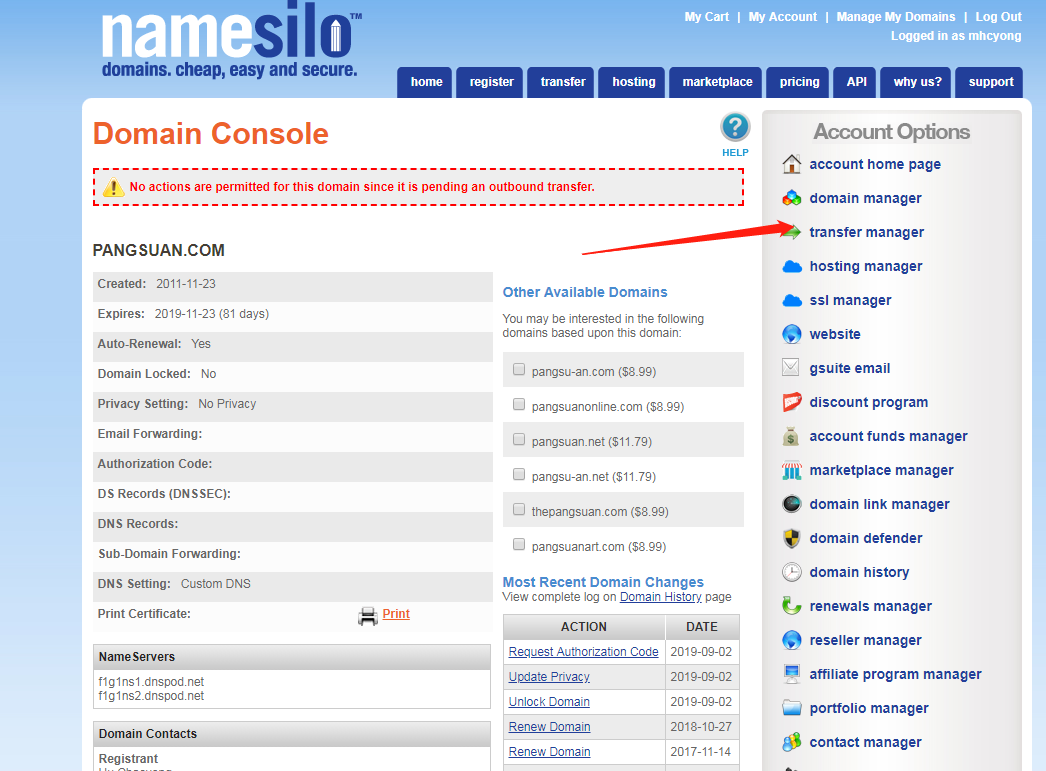 My Cart | My Account | Manage My Domains | Log Out
Logged in as mhcyong
namesilo™
domains. cheap, easy and secure.
home register transfer hosting marketplace pricing API why us? support
Domain Console
HELP
No actions are permitted for this domain since it is pending an outbound transfer.
PANGSUAN.COM
Created: 2011-11-23
Expires: 2019-11-23 (81 days)
Auto-Renewal: Yes
Domain Locked: No
Privacy Setting: No Privacy
Email Forwarding:
Authorization Code:
DS Records (DNSSEC):
DNS Records:
Sub-Domain Forwarding:
DNS Setting: Custom DNS
Print Certificate: Print
NameServers
f1g1ns1.dnspod.net
f1g1ns2.dnspod.net
Domain Contacts
Registrant
Other Available Domains
You may be interested in the following
domains based upon this domain:
pangsu-an.com ($8.99)
pangsuanonline.com ($8.99)
pangsuan.net ($11.79)
pangsu-an.net ($11.79)
thepangsuan.com ($8.99)
pangsuanart.com ($8.99)
Most Recent Domain Changes
View complete log on Domain History page
ACTION DATE
Request Authorization Code 2019-09-02
Update Privacy 2019-09-02
Unlock Domain 2019-09-02
Renew Domain 2018-10-27
Renew Domain 2017-11-14
Account Options
account home page
domain manager
transfer manager
hosting manager
ssl manager
website
gsuite email
discount program
account funds manager
marketplace manager
domain link manager
domain defender
domain history
renewals manager
reseller manager
affiliate program manager
portfolio manager
contact manager